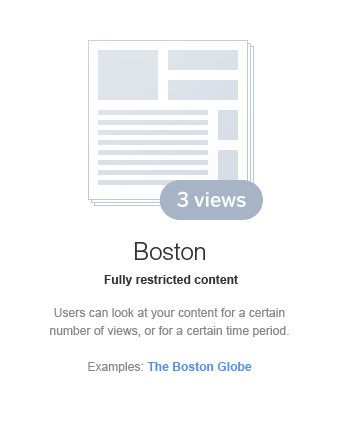 3 views
Boston
Fully restricted content
Users can look at your content for a certain
number of views, or for a certain time period.
Examples: The Boston Globe